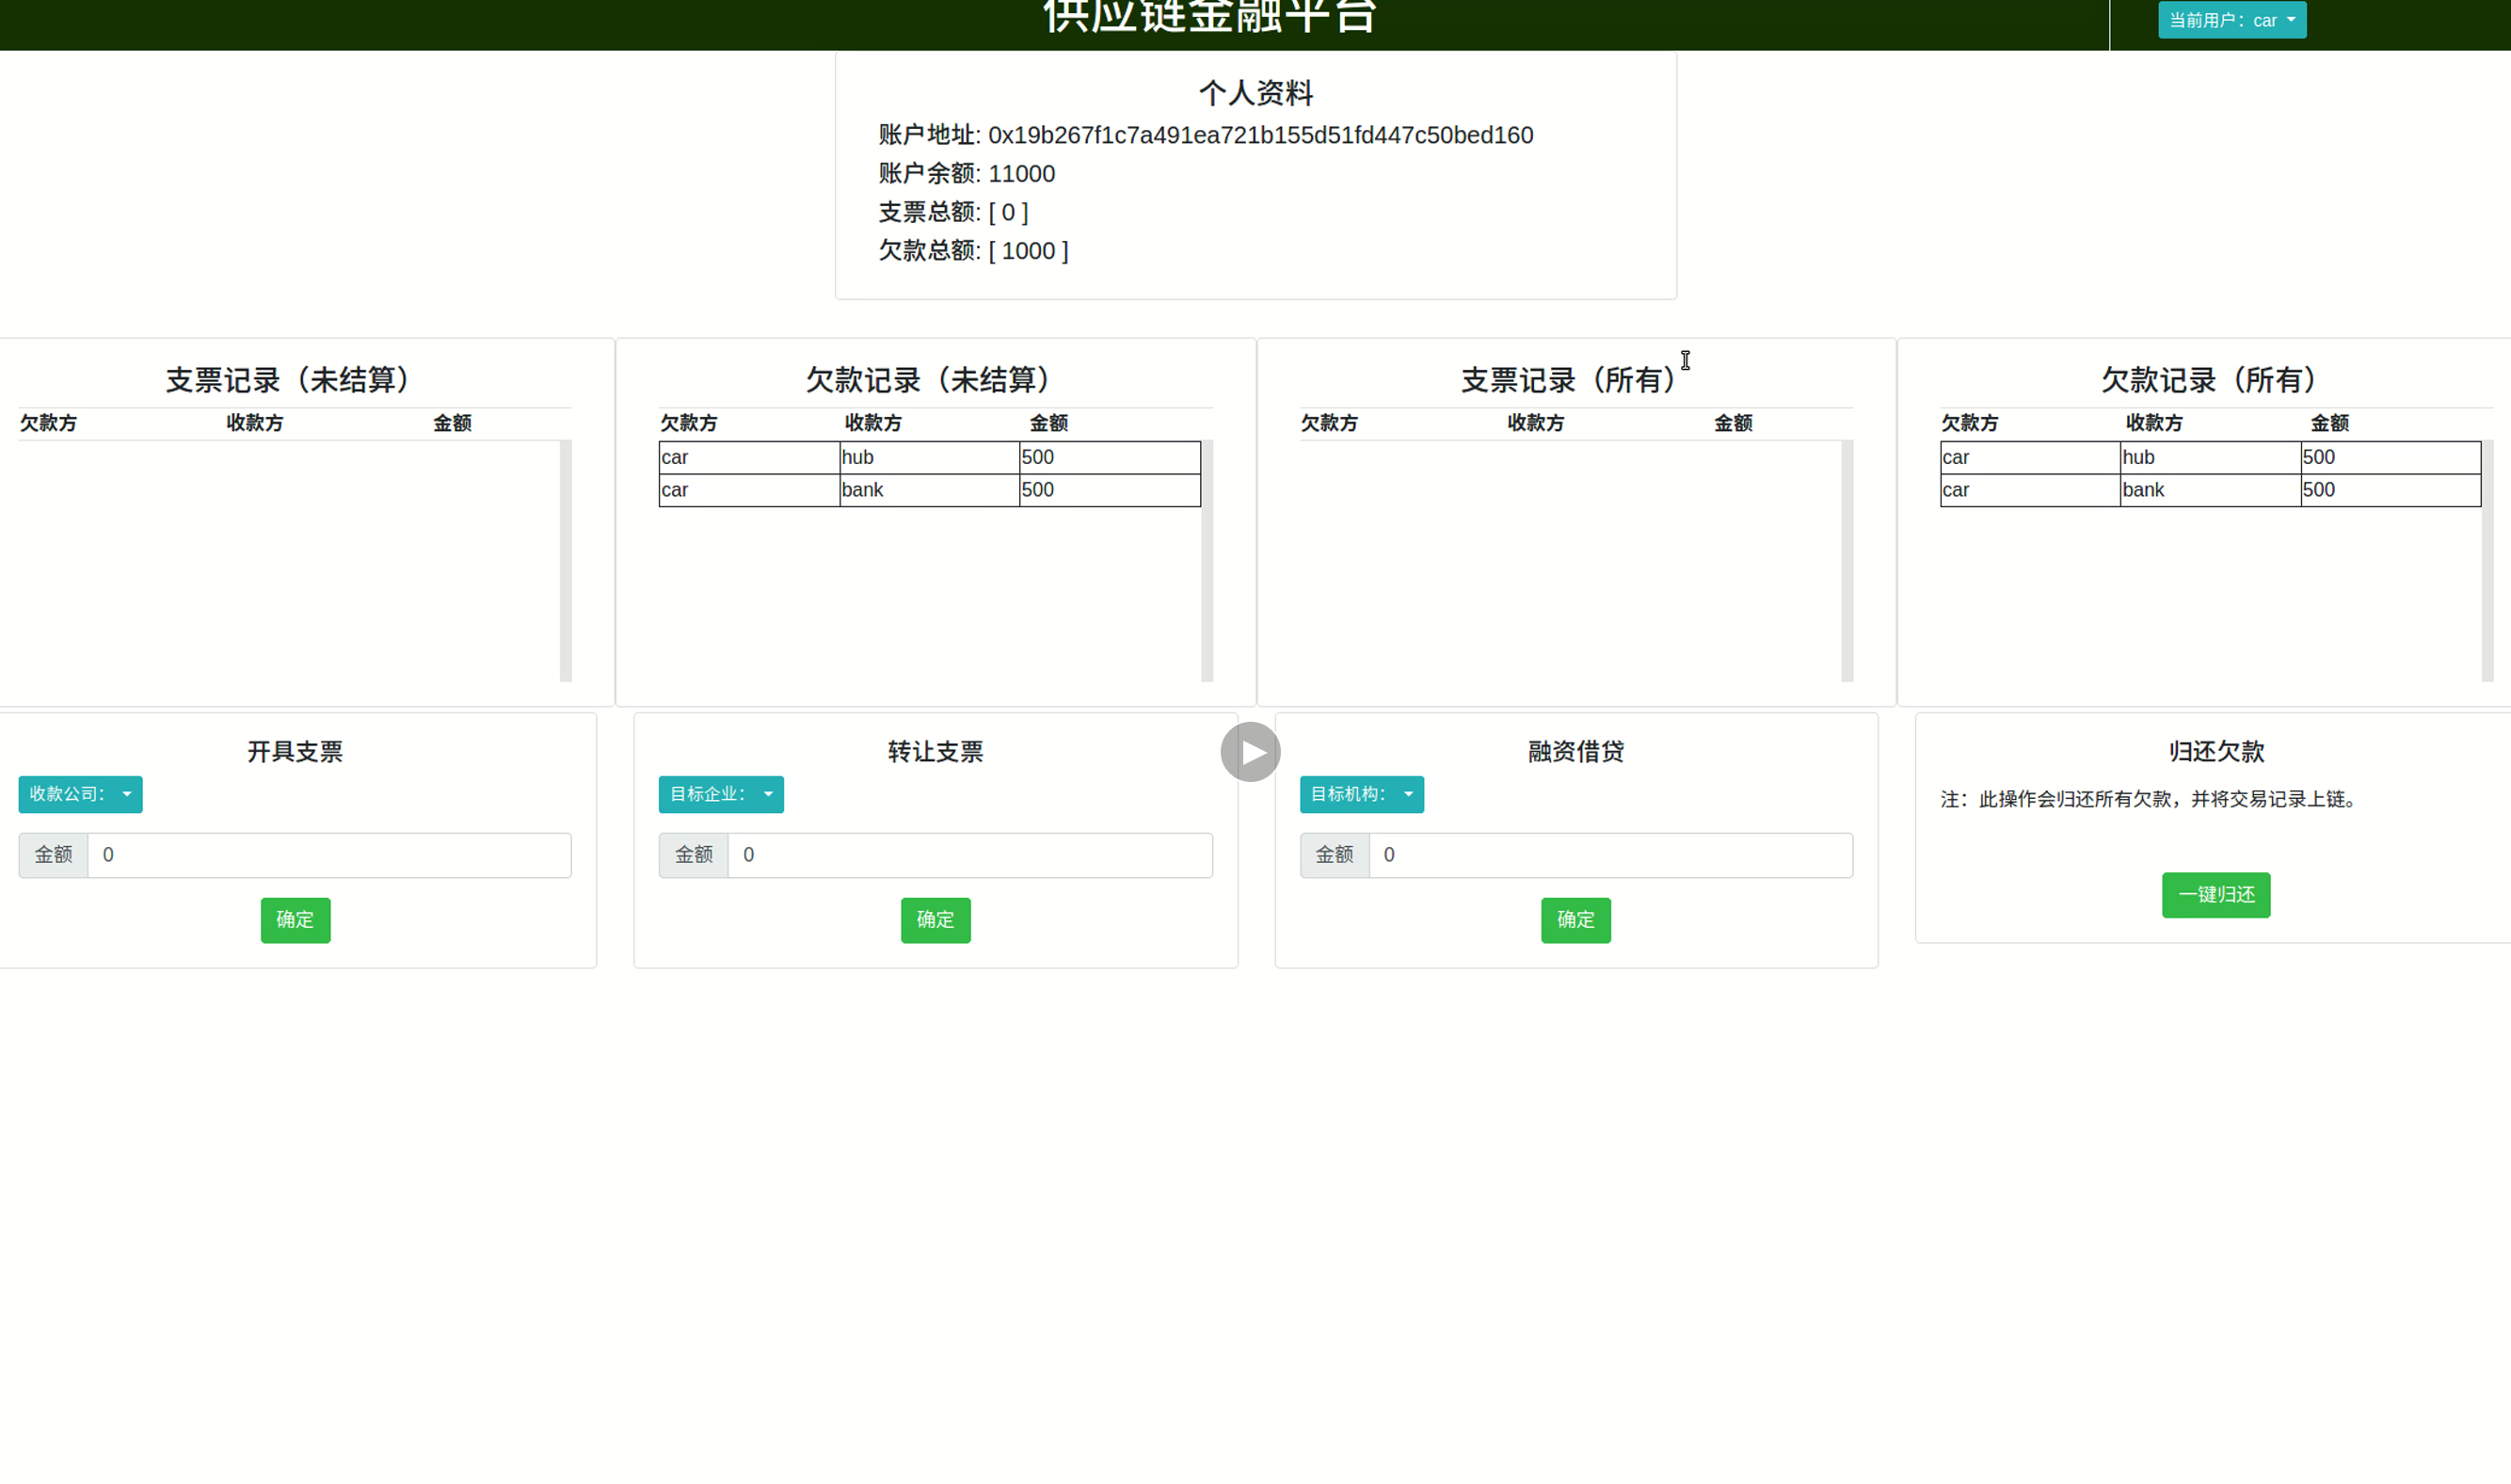 供应链金融平台
当前用户：car
个人资料
账户地址: 0x19b267f1c7a491ea721b155d51fd447c50bed160
账户余额: 11000
支票总额: [ 0 ]
欠款总额: [ 1000 ]
支票记录（未结算）
欠款方 收款方 金额
欠款记录（未结算）
欠款方 收款方 金额
car hub 500
car bank 500
支票记录（所有）
欠款方 收款方 金额
欠款记录（所有）
欠款方 收款方 金额
car hub 500
car bank 500
开具支票
收款公司：
金额 0
确定
转让支票
目标企业：
金额 0
确定
融资借贷
目标机构：
金额 0
确定
归还欠款
注：此操作会归还所有欠款，并将交易记录上链。
一键归还